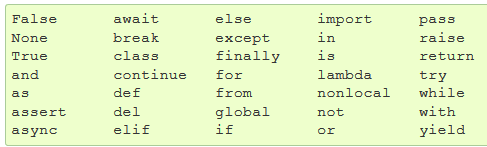 False await else import pass
None break except in raise
True class finally is return
and continue for lambda try
as def from nonlocal while
assert del global not with
async elif if or yield